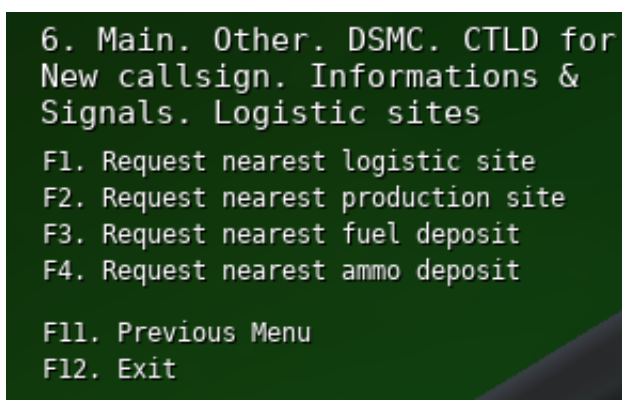 6. Main. Other. DSMC. CTLD for
New callsign. Informations &
Signals. Logistic sites
F1. Request nearest logistic site
F2. Request nearest production site
F3. Request nearest fuel deposit
F4. Request nearest ammo deposit
F11. Previous Menu
F12. Exit